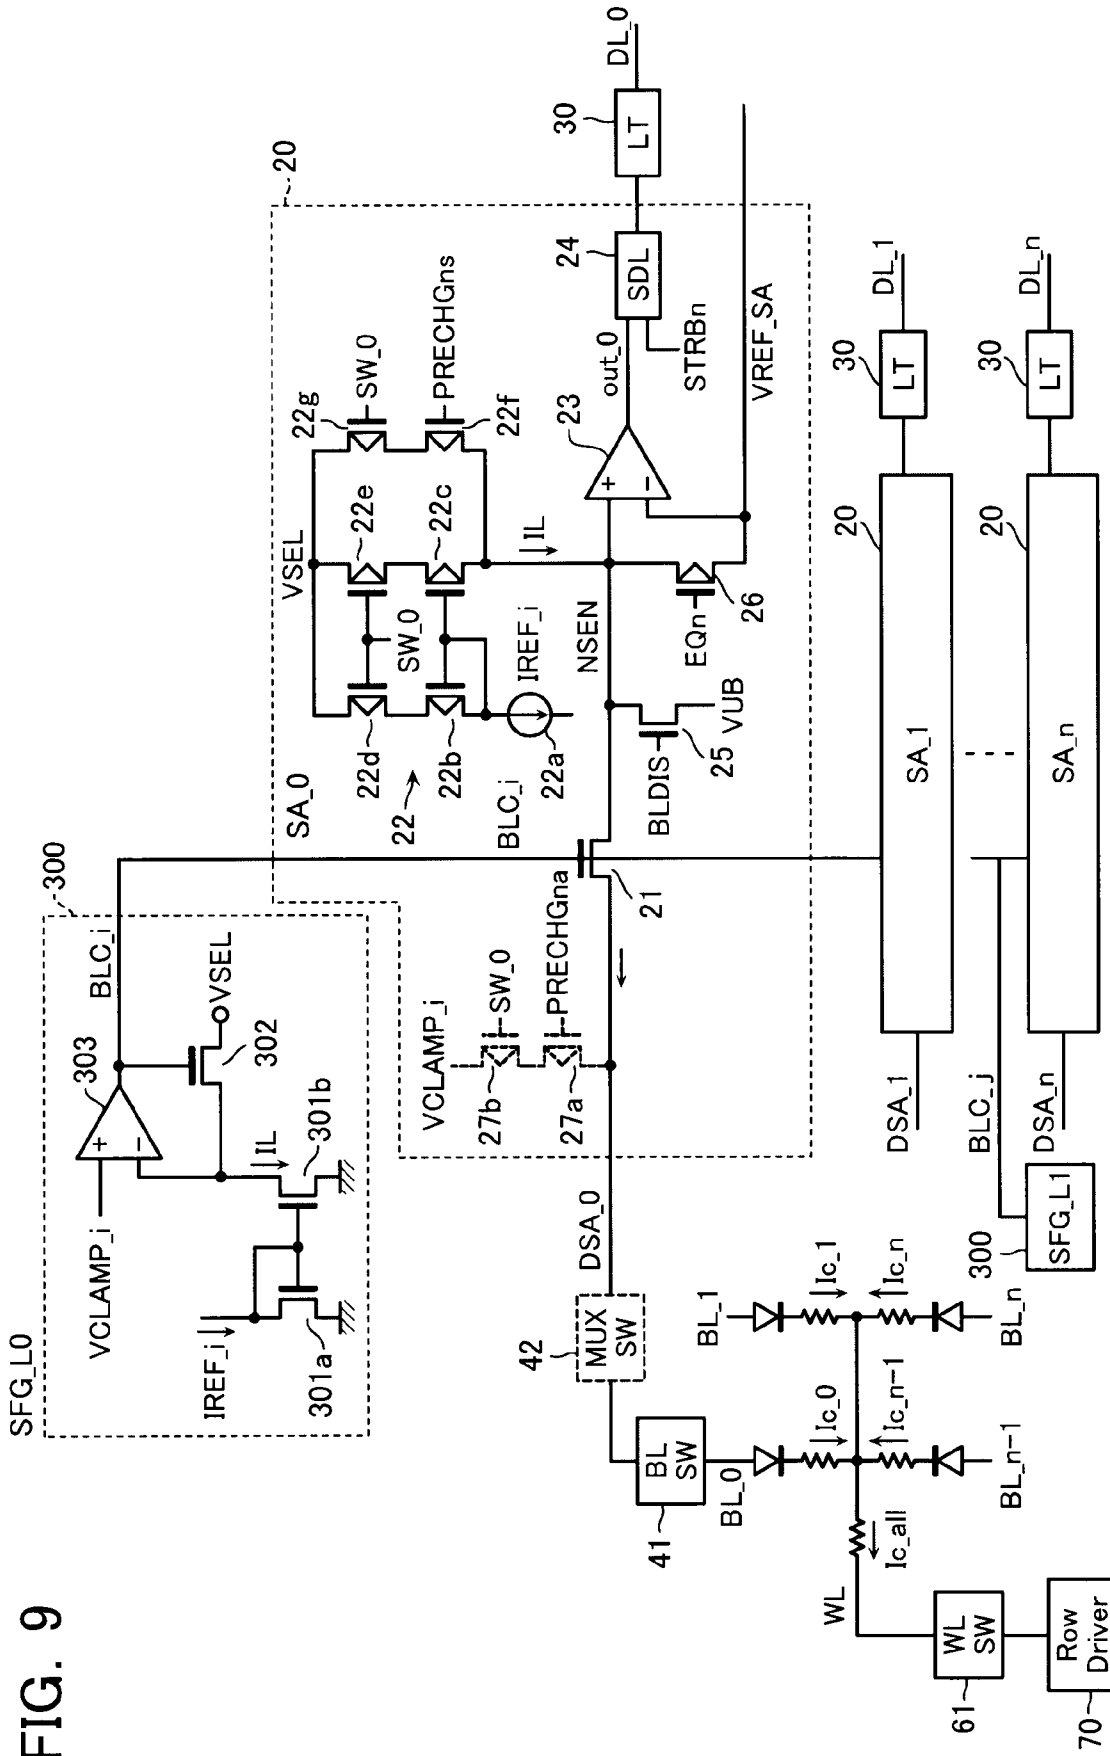 FIG. 9
SFG_L0
300
VCLAMP_i
303
BLC_i
+
−
VSEL
302
IREF_i
IL
301a
301b
20
SA_0
VSEL
22g
SW_0
22e
22d
SW_0
PRECHGns
22f
22c
22b
22
IREF_i
22a
IL
BLC_i
NSEN
+
−
23
out_0
24
SDL
STRBn
30
LT
DL_0
VREF_SA
EQn
26
BLDIS
25
VUB
21
VCLAMP_i
SW_0
27b
PRECHGna
27a
DSA_0
42
MUX
SW
41
BL
SW
BL_0
BL_1
Ic_0
Ic_1
Ic_n-1
Ic_n
BL_n-1
BL_n
Ic_all
WL
61
WL
SW
70
Row
Driver
DSA_1
20
SA_1
30
LT
DL_1
BLC_j
300
SFG_L1
DSA_n
20
SA_n
30
LT
DL_n